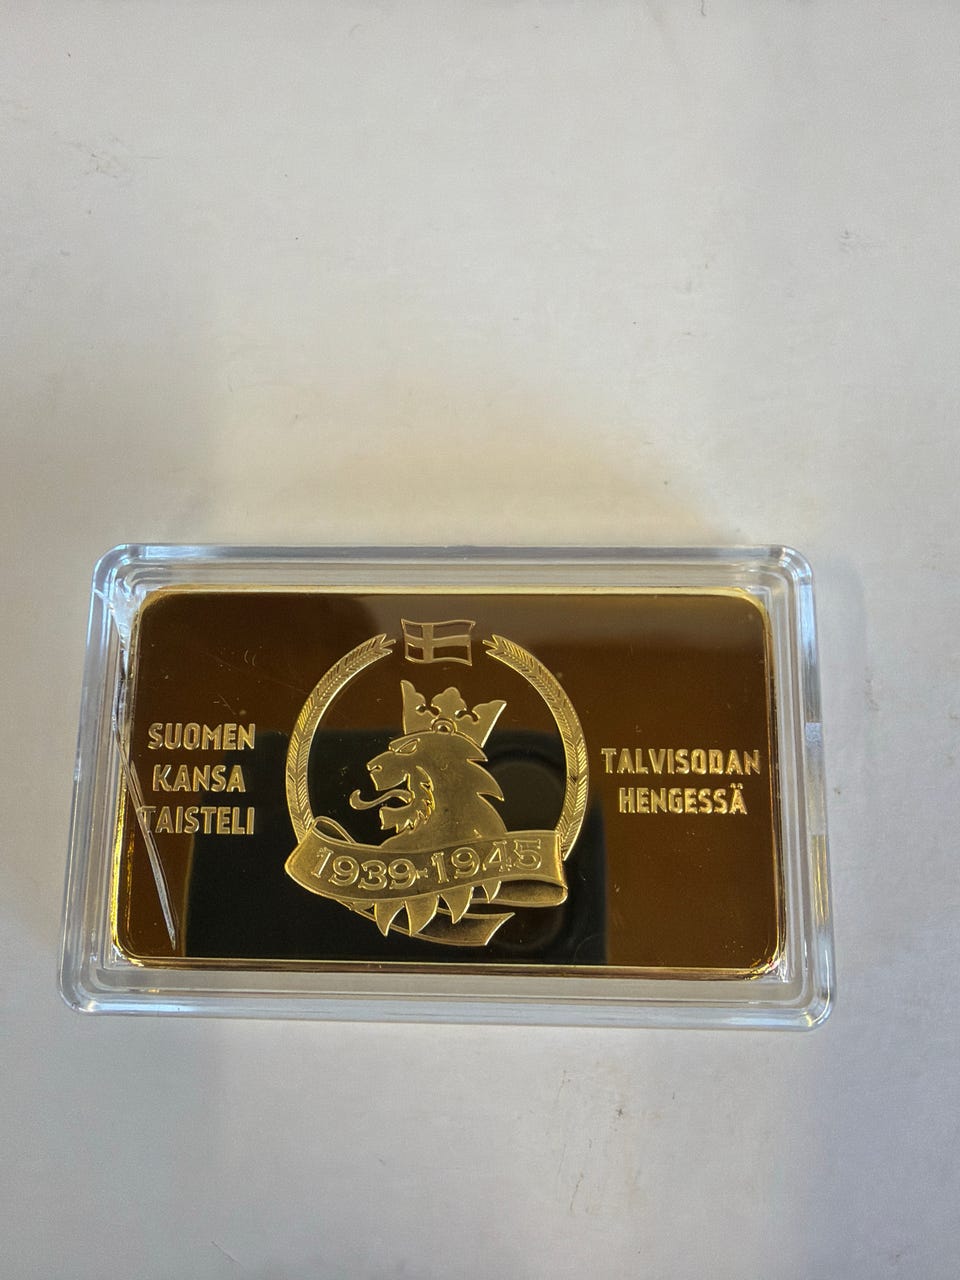 SUOMEN
KANSA
TAISTELI
1939-1945
TALVISODAN
HENGESSÄ